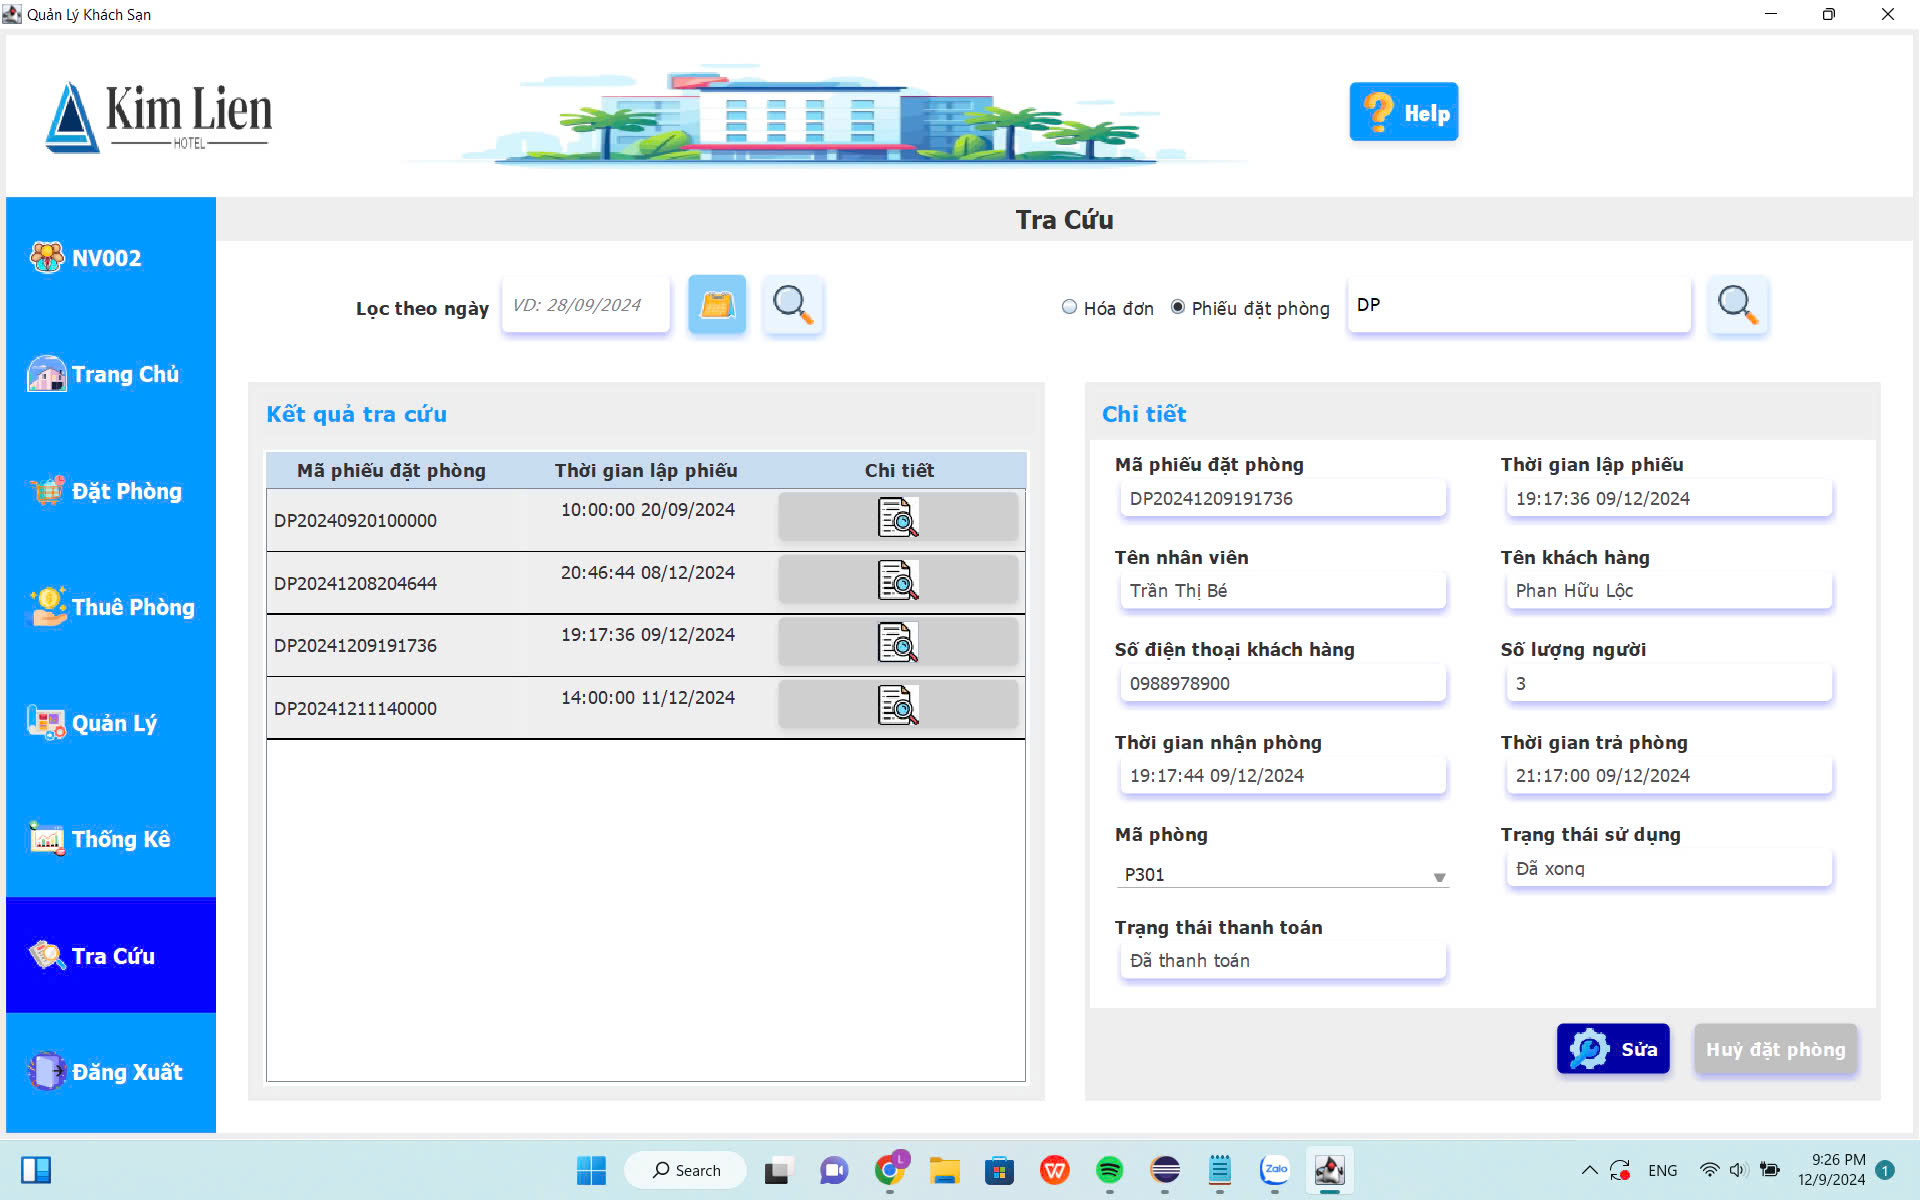 Quản Lý Khách Sạn
Kim Lien
HOTEL
Help
NV002
Trang Chủ
Đặt Phòng
Thuê Phòng
Quản Lý
Thống Kê
Tra Cứu
Đăng Xuất
Tra Cứu
Lọc theo ngày VD: 28/09/2024
Hóa đơn Phiếu đặt phòng DP
Kết quả tra cứu
Mã phiếu đặt phòng Thời gian lập phiếu Chi tiết
DP20240920100000 10:00:00 20/09/2024
DP20241208204644 20:46:44 08/12/2024
DP20241209191736 19:17:36 09/12/2024
DP20241211140000 14:00:00 11/12/2024
Chi tiết
Mã phiếu đặt phòng Thời gian lập phiếu
DP20241209191736 19:17:36 09/12/2024
Tên nhân viên Tên khách hàng
Trần Thị Bé Phan Hữu Lộc
Số điện thoại khách hàng Số lượng người
0988978900 3
Thời gian nhận phòng Thời gian trả phòng
19:17:44 09/12/2024 21:17:00 09/12/2024
Mã phòng Trạng thái sử dụng
P301 Đã xong
Trạng thái thanh toán
Đã thanh toán
Sửa Huỷ đặt phòng
Search
L
Zalo
ENG
9:26 PM
12/9/2024
1